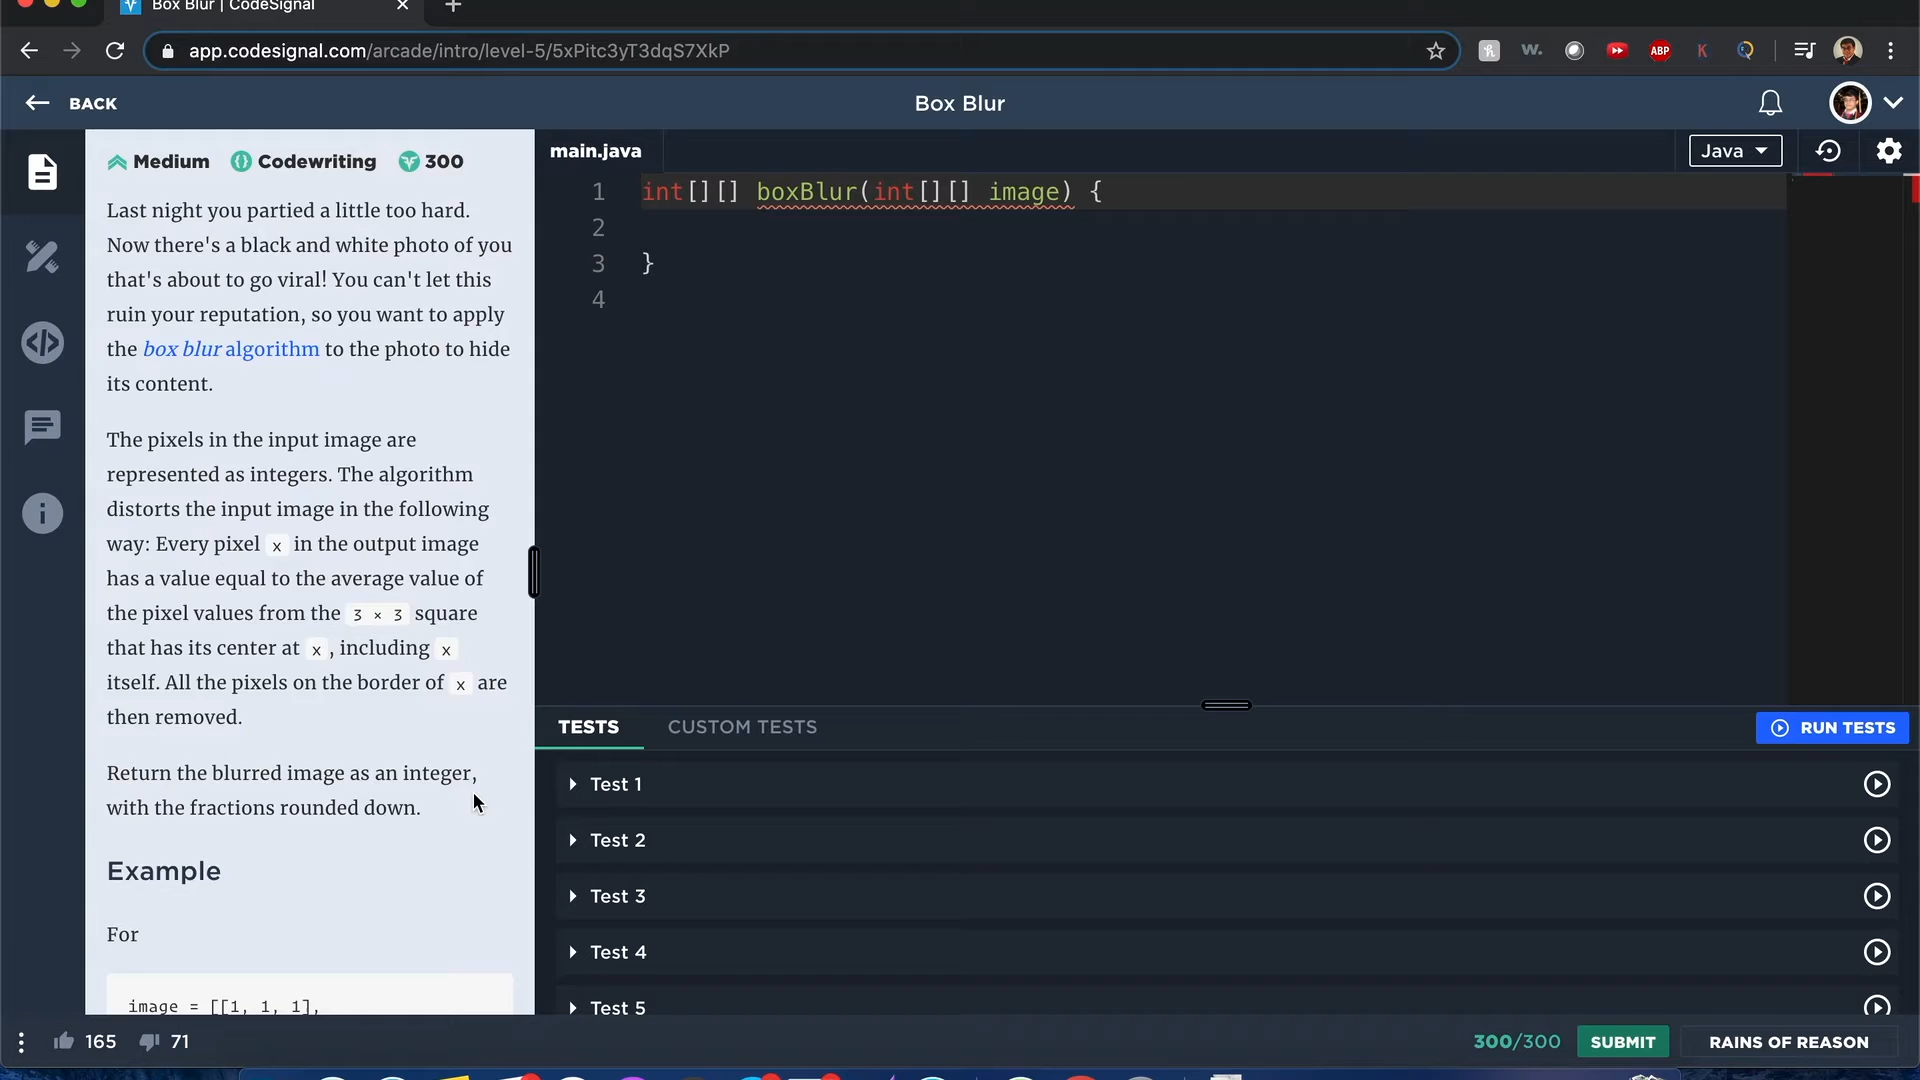 Box Blur | CodeSignal
app.codesignal.com/arcade/intro/level-5/5xPitc3yT3dqS7XkP
w.
ABP
K
BACK
Box Blur
Medium Codewriting 300
main.java
Java
Last night you partied a little too hard.
Now there's a black and white photo of you
that's about to go viral! You can't let this
ruin your reputation, so you want to apply
the box blur algorithm to the photo to hide
its content.
The pixels in the input image are
represented as integers. The algorithm
distorts the input image in the following
way: Every pixel x in the output image
has a value equal to the average value of
the pixel values from the 3 × 3 square
that has its center at x, including x
itself. All the pixels on the border of x are
then removed.
Return the blurred image as an integer,
with the fractions rounded down.
Example
For
image = [[1, 1, 1],
1 int[][] boxBlur(int[][] image) {
2
3 }
4
TESTS
CUSTOM TESTS
RUN TESTS
Test 1
Test 2
Test 3
Test 4
Test 5
165
71
300/300
SUBMIT
RAINS OF REASON